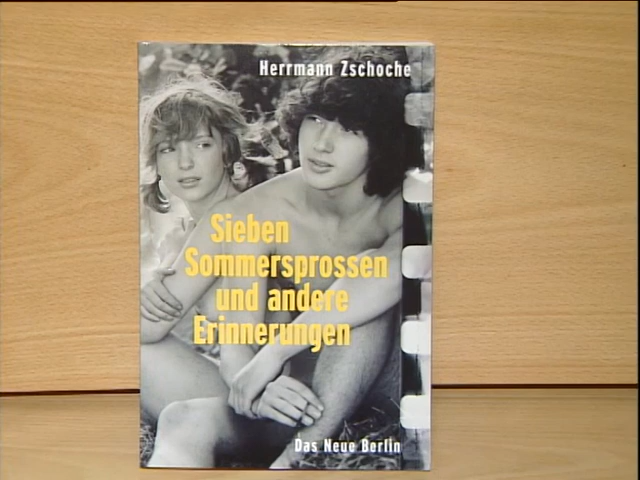 Herrmann Zschoche
Sieben
Sommersprossen
und andere
Erinnerungen
Das Neue Berlin